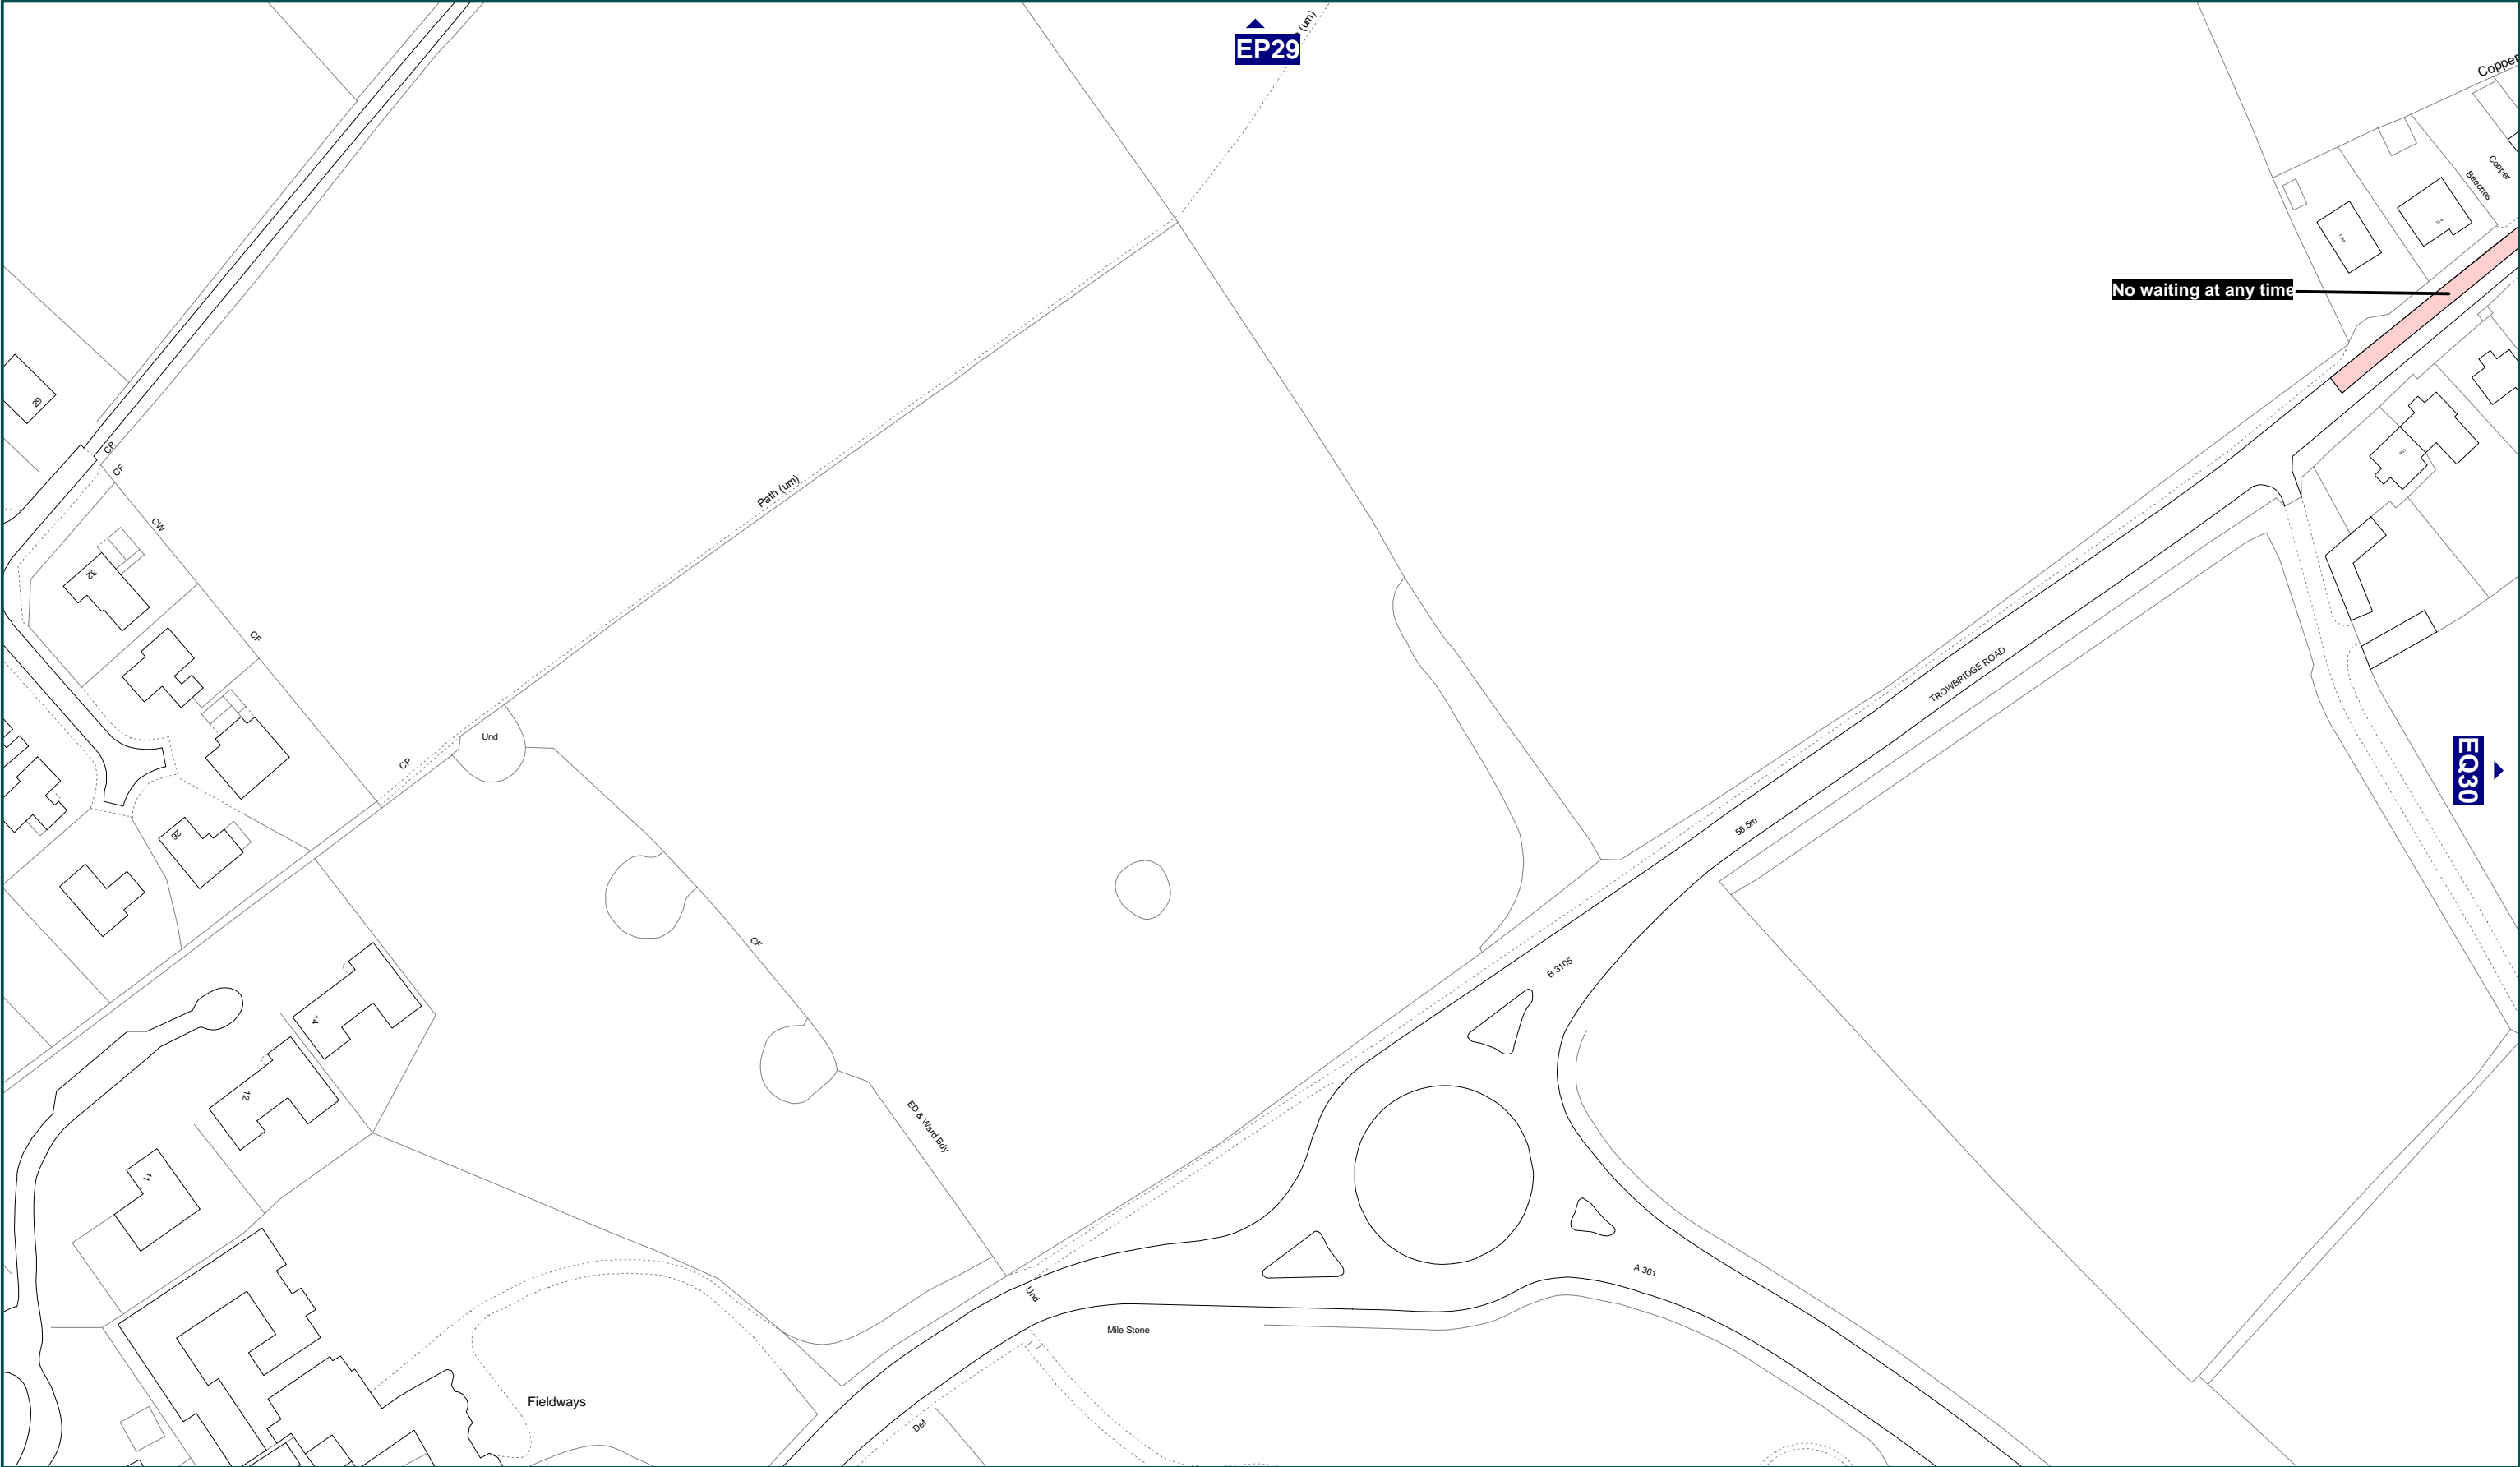 (um)
EP29
Copper
Copper
Beeches
No waiting at any time
29
CR
CF
CW
Path (um)
32
CF
TROWBRIDGE ROAD
Und
CP
EQ30
26
58.5m
CF
B 3105
14
12
ED & Ward Bdy
11
A 361
Und
Mile Stone
Fieldways
Def